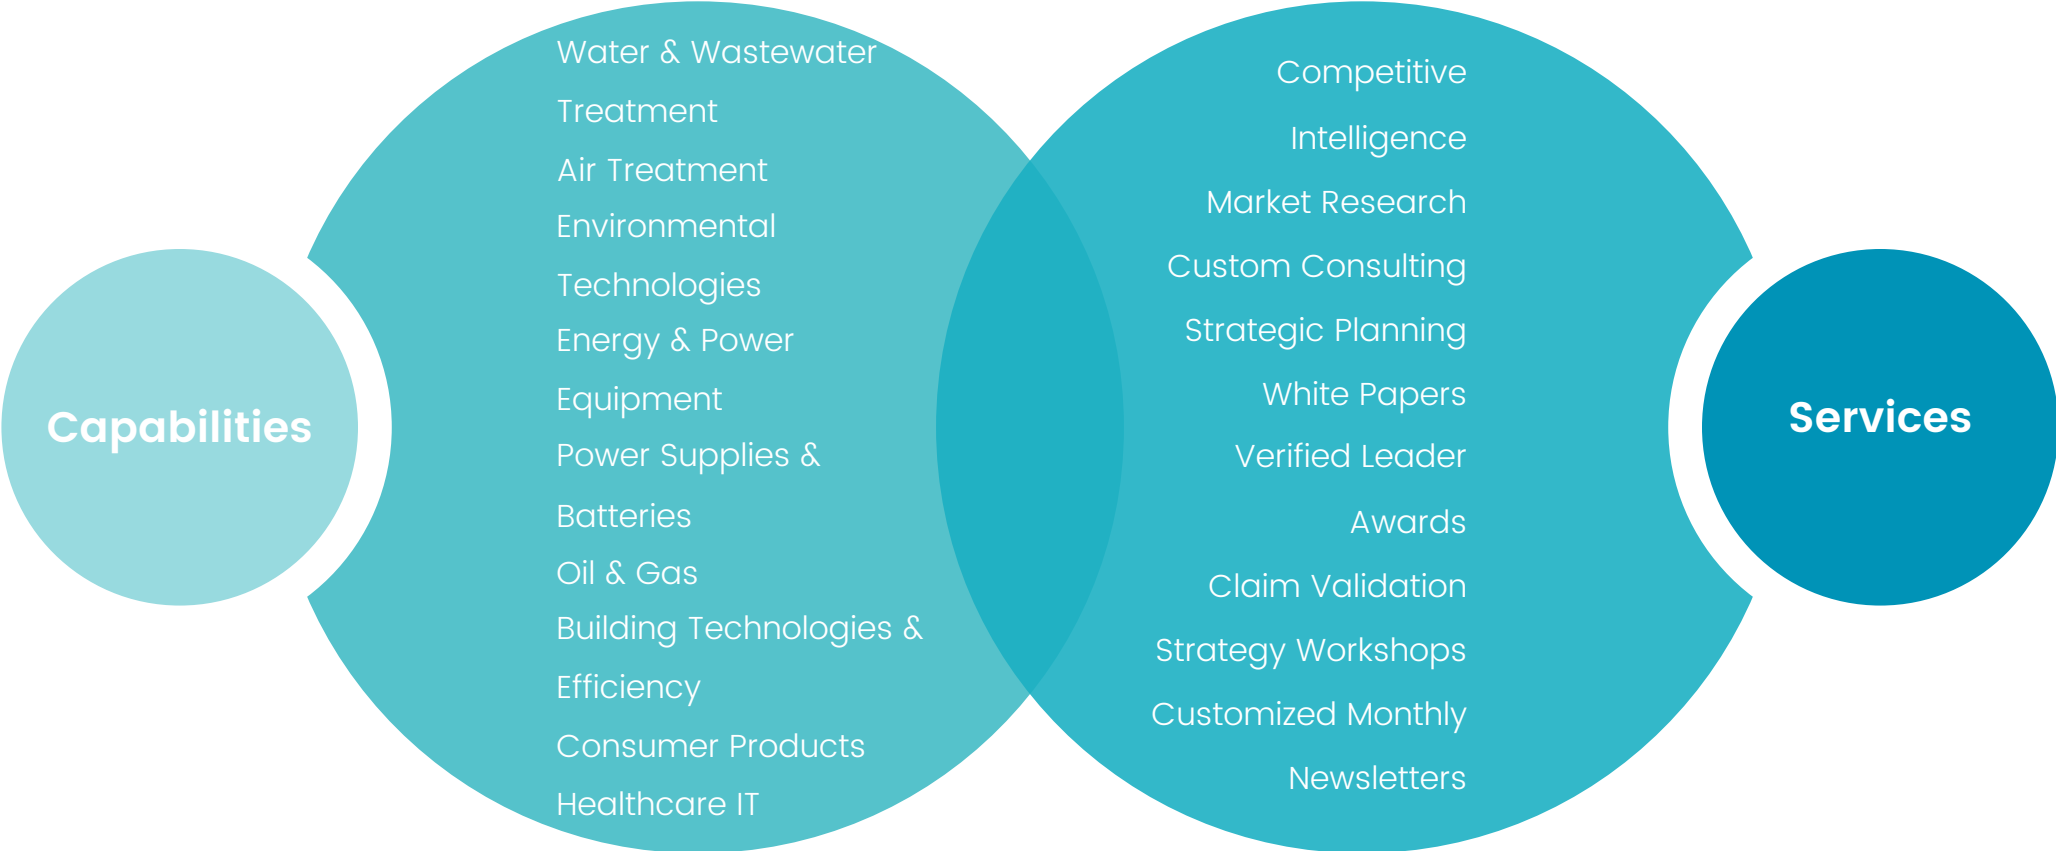 Capabilities
Water & Wastewater
Treatment
Air Treatment
Environmental
Technologies
Energy & Power
Equipment
Power Supplies &
Batteries
Oil & Gas
Building Technologies &
Efficiency
Consumer Products
Healthcare IT
Competitive
Intelligence
Market Research
Custom Consulting
Strategic Planning
White Papers
Verified Leader
Awards
Claim Validation
Strategy Workshops
Customized Monthly
Newsletters
Services